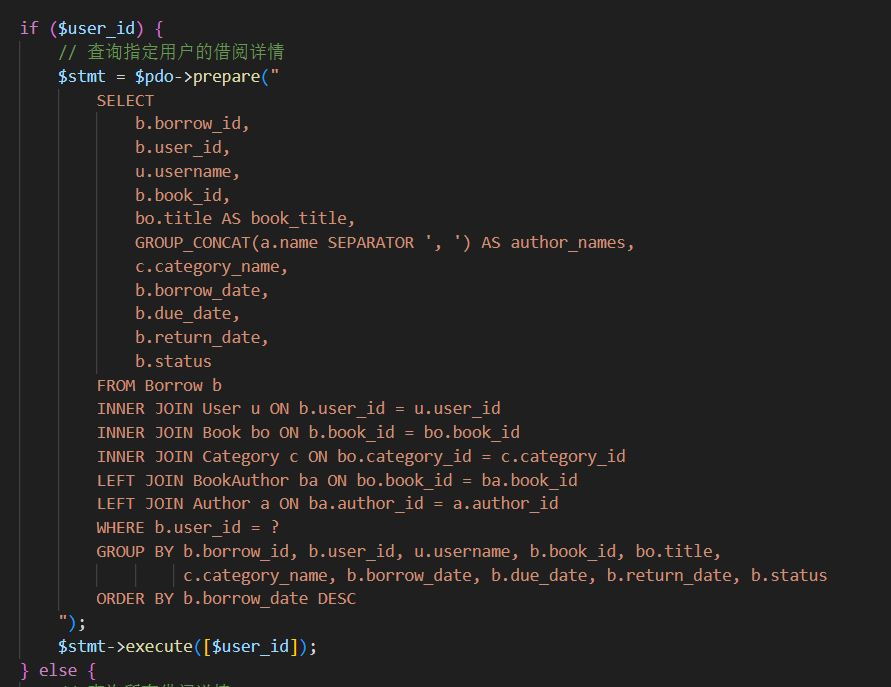 if ($user_id) {
    // 查询指定用户的借阅详情
    $stmt = $pdo->prepare("
        SELECT
            b.borrow_id,
            b.user_id,
            u.username,
            b.book_id,
            bo.title AS book_title,
            GROUP_CONCAT(a.name SEPARATOR ', ') AS author_names,
            c.category_name,
            b.borrow_date,
            b.due_date,
            b.return_date,
            b.status
        FROM Borrow b
        INNER JOIN User u ON b.user_id = u.user_id
        INNER JOIN Book bo ON b.book_id = bo.book_id
        INNER JOIN Category c ON bo.category_id = c.category_id
        LEFT JOIN BookAuthor ba ON bo.book_id = ba.book_id
        LEFT JOIN Author a ON ba.author_id = a.author_id
        WHERE b.user_id = ?
        GROUP BY b.borrow_id, b.user_id, u.username, b.book_id, bo.title,
                 c.category_name, b.borrow_date, b.due_date, b.return_date, b.status
        ORDER BY b.borrow_date DESC
    ");
    $stmt->execute([$user_id]);
} else {